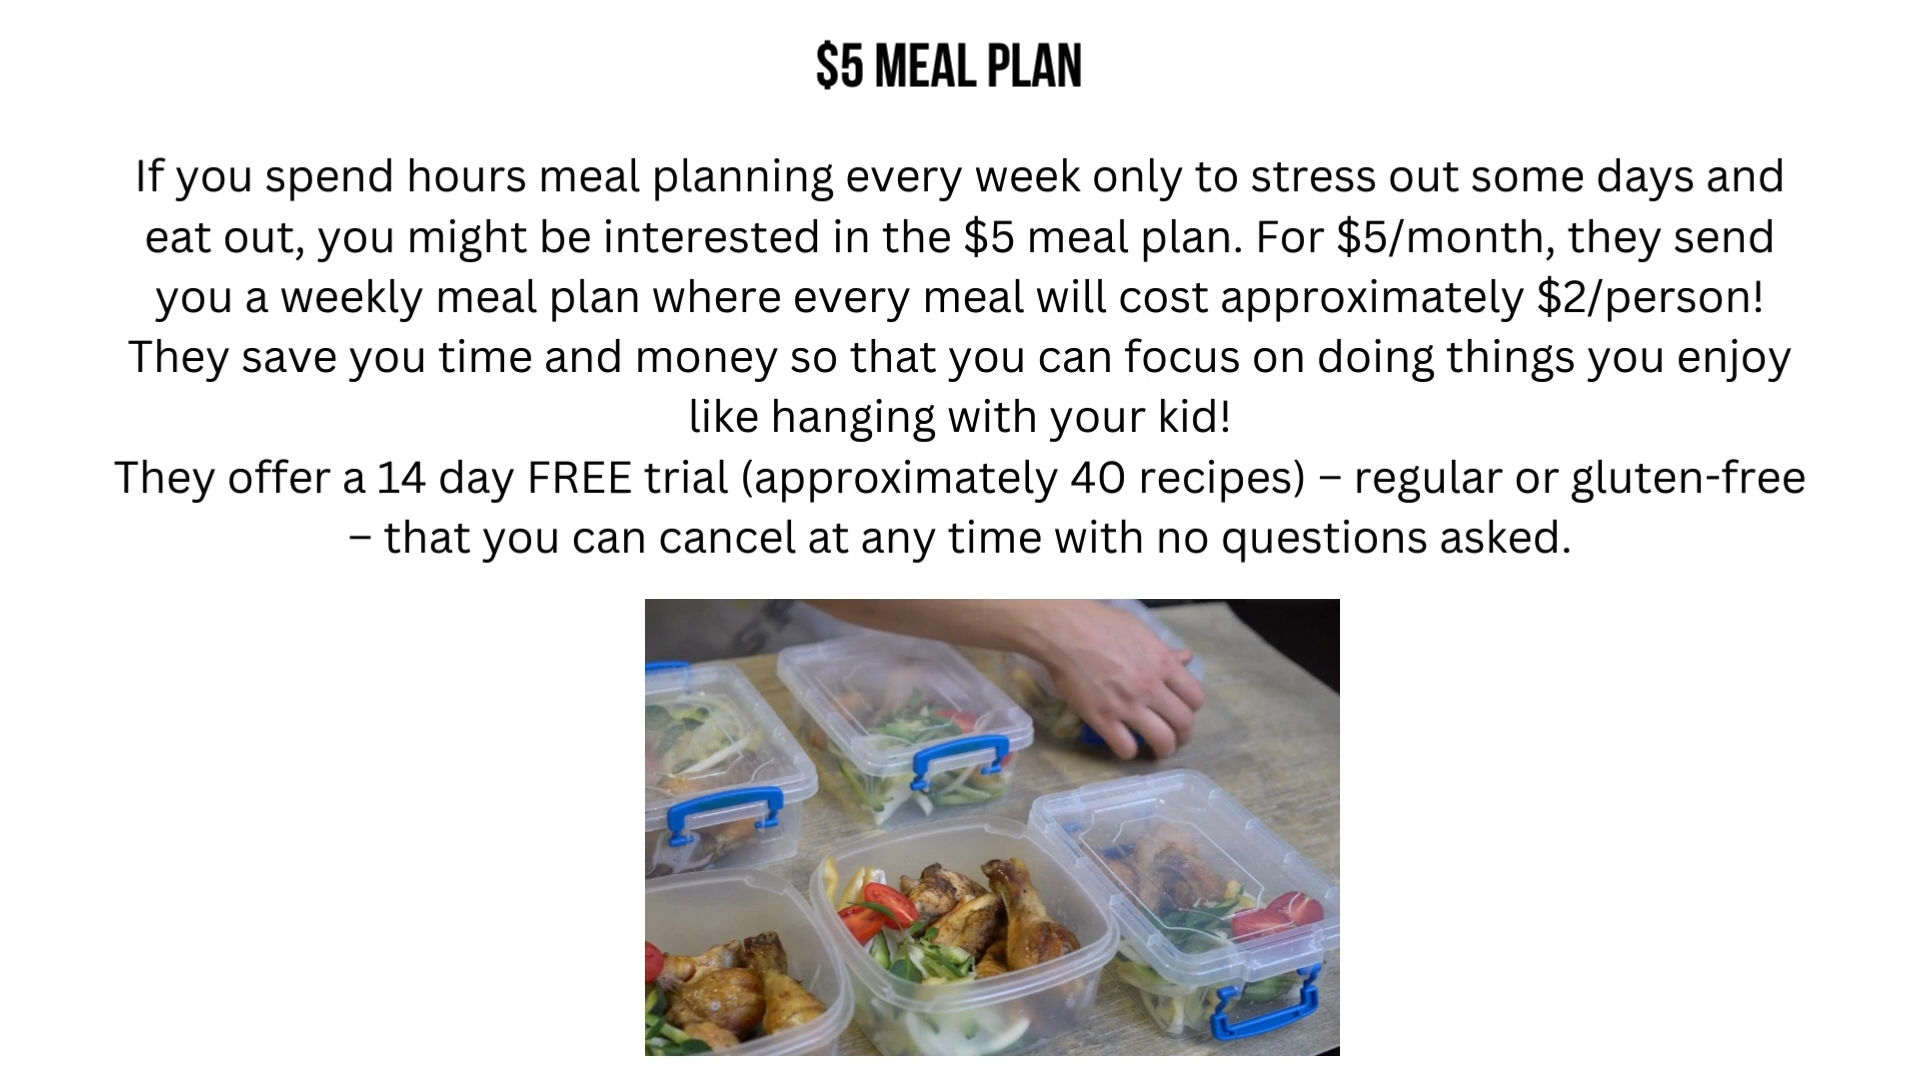 $5 MEAL PLAN
If you spend hours meal planning every week only to stress out some days and
eat out, you might be interested in the $5 meal plan. For $5/month, they send
you a weekly meal plan where every meal will cost approximately $2/person!
They save you time and money so that you can focus on doing things you enjoy
like hanging with your kid!
They offer a 14 day FREE trial (approximately 40 recipes) – regular or gluten-free
– that you can cancel at any time with no questions asked.